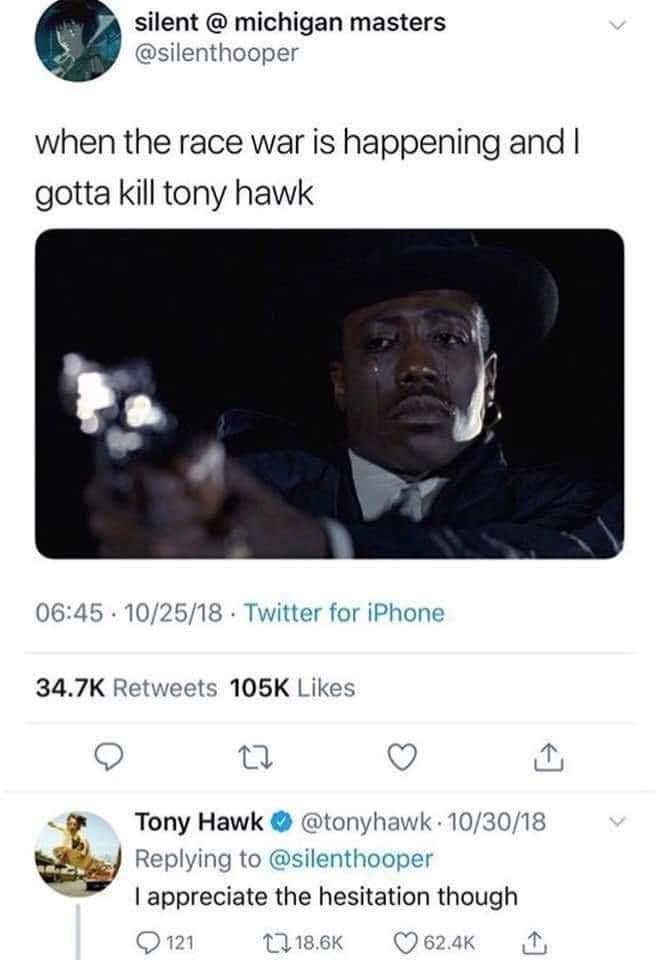 silent @ michigan masters
@silenthooper
when the race war is happening and I
gotta kill tony hawk
06:45 · 10/25/18 · Twitter for iPhone
34.7K Retweets 105K Likes
Tony Hawk @tonyhawk · 10/30/18
Replying to @silenthooper
I appreciate the hesitation though
121 18.6K 62.4K